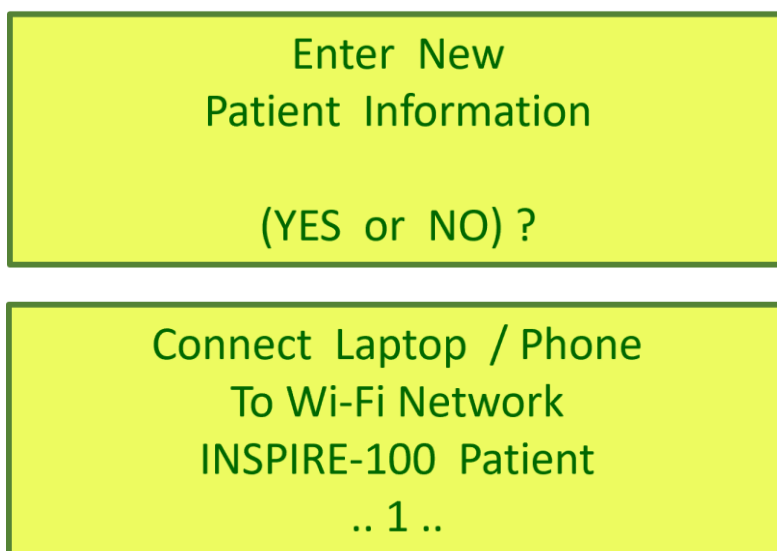 Enter New
Patient Information
(YES or NO) ?
Connect Laptop / Phone
To Wi-Fi Network
INSPIRE-100 Patient
.. 1 ..